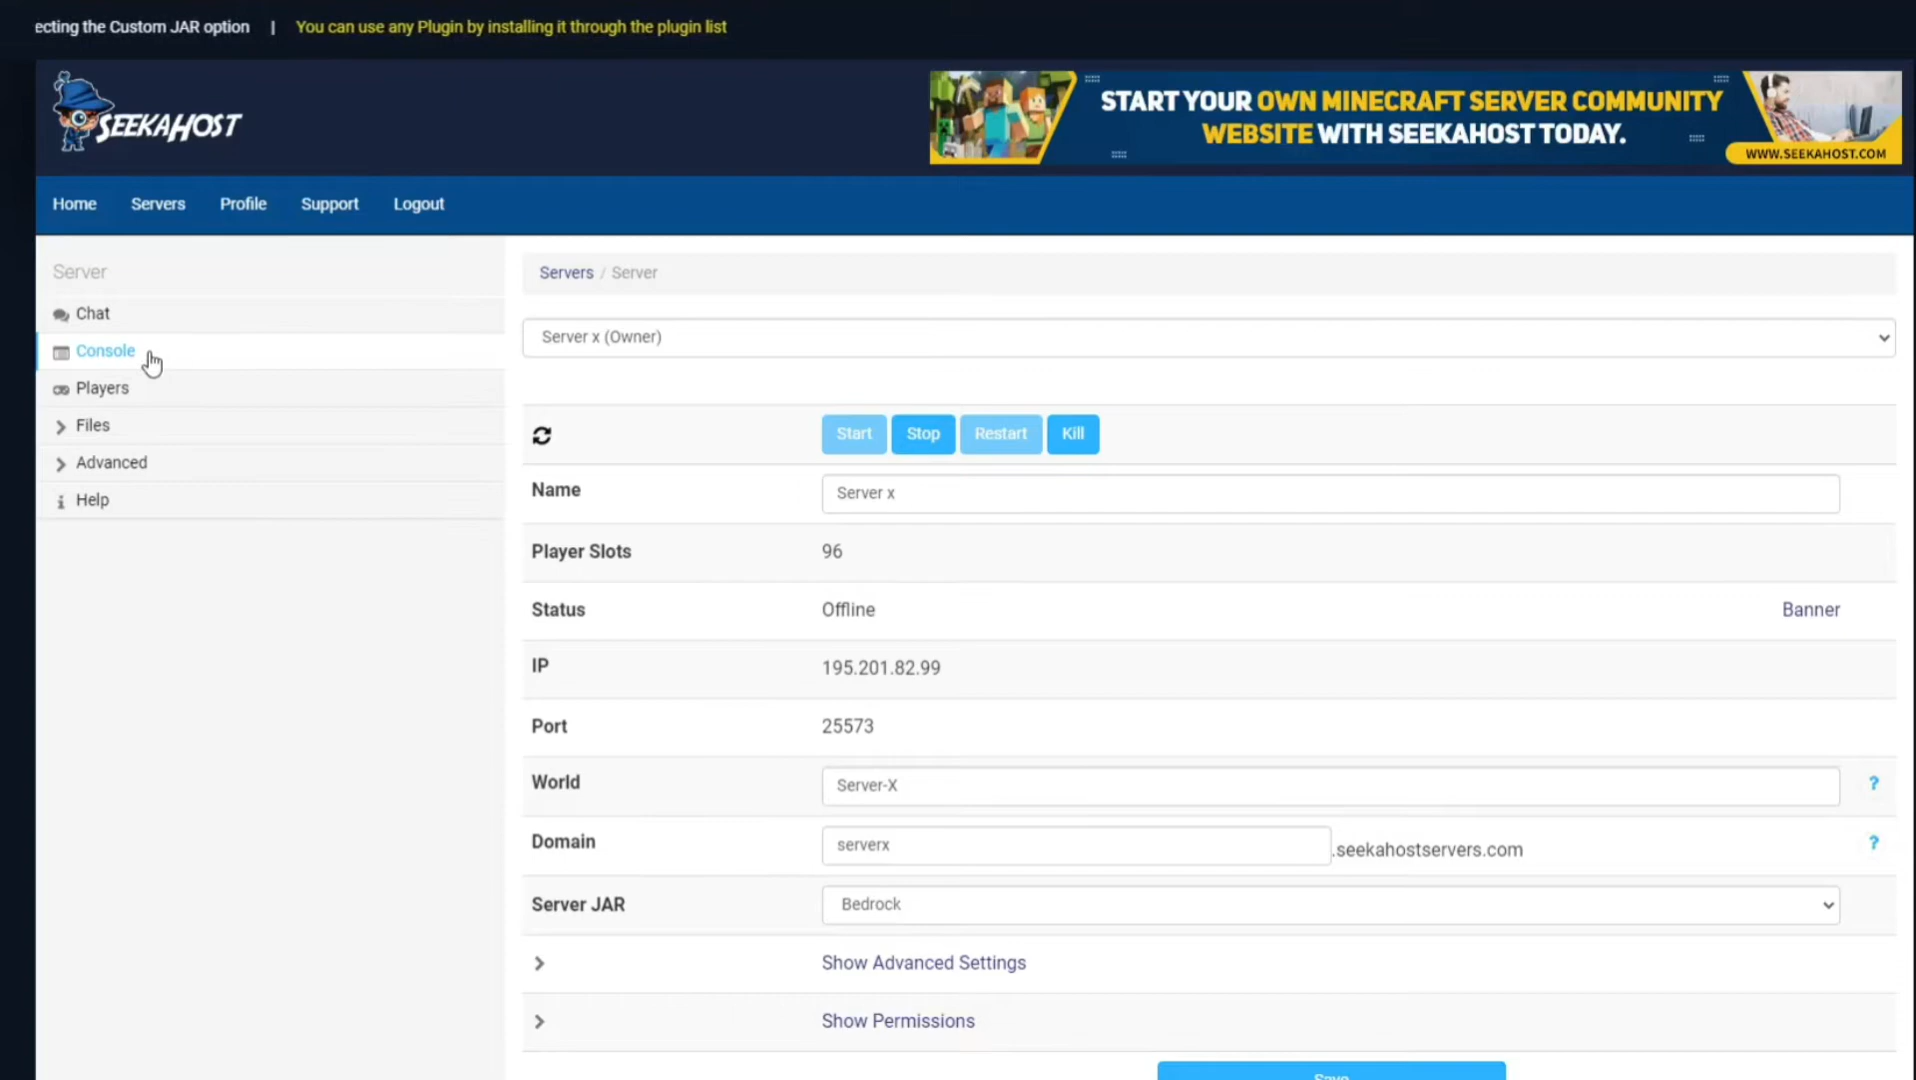 ecting the Custom JAR option | You can use any Plugin by installing it through the plugin list
SEEKAHOST
START YOUR OWN MINECRAFT SERVER COMMUNITY
WEBSITE WITH SEEKAHOST TODAY.
WWW.SEEKAHOST.COM
Home Servers Profile Support Logout
Server
Chat
Console
Players
Files
Advanced
Help
Servers / Server
Server x (Owner)
Start Stop Restart Kill
Name Server x
Player Slots 96
Status Offline Banner
IP 195.201.82.99
Port 25573
World Server-X ?
Domain serverx .seekahostservers.com ?
Server JAR Bedrock
Show Advanced Settings
Show Permissions
Save